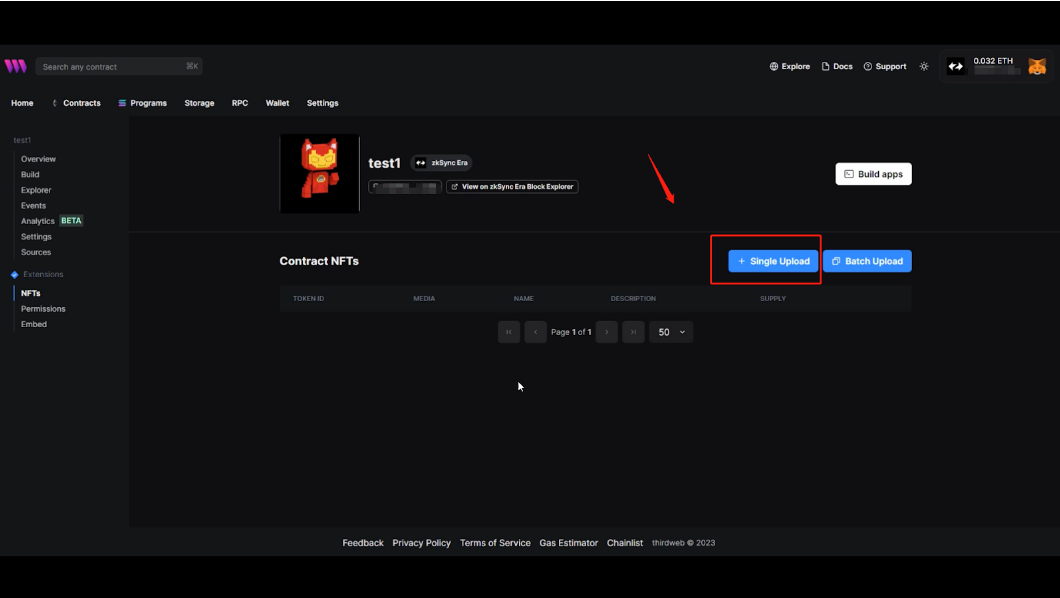 Search any contract ⌘K
Explore Docs Support 0.032 ETH
Home Contracts Programs Storage RPC Wallet Settings
test1
Overview
Build
Explorer
Events
Analytics BETA
Settings
Sources
Extensions
NFTs
Permissions
Embed
test1 zkSync Era
View on zkSync Era Block Explorer
Build apps
Contract NFTs
+ Single Upload
Batch Upload
TOKEN ID MEDIA NAME DESCRIPTION SUPPLY
Page 1 of 1 50
Feedback Privacy Policy Terms of Service Gas Estimator Chainlist thirdweb © 2023